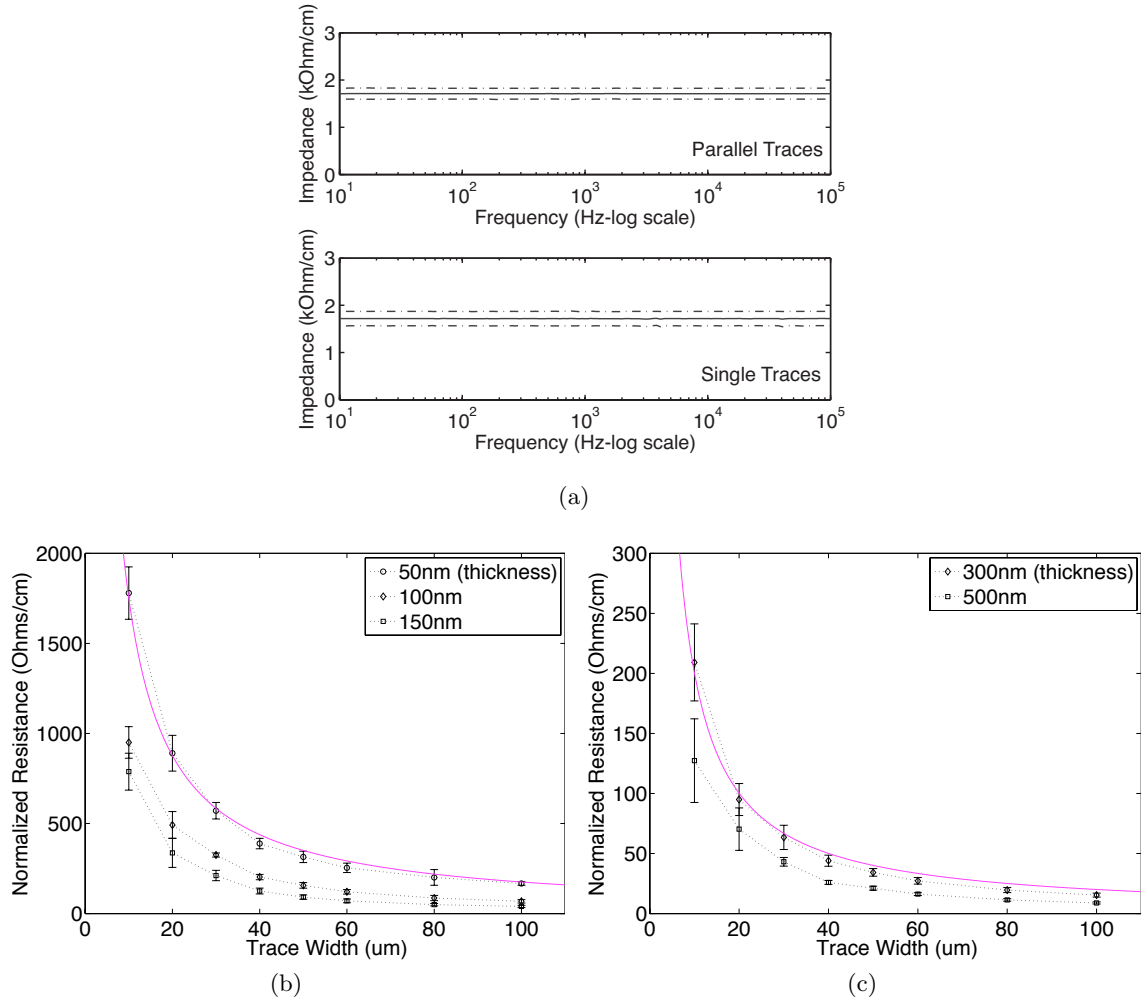 3
2
1
0
Impedance (kOhm/cm)
Parallel Traces
10^1
10^2
10^3
10^4
10^5
Frequency (Hz-log scale)
3
2
1
0
Impedance (kOhm/cm)
Single Traces
10^1
10^2
10^3
10^4
10^5
Frequency (Hz-log scale)
(a)
2000
1500
1000
500
0
Normalized Resistance (Ohms/cm)
50nm (thickness)
100nm
150nm
0
20
40
60
80
100
Trace Width (um)
(b)
300
250
200
150
100
50
0
Normalized Resistance (Ohms/cm)
300nm (thickness)
500nm
0
20
40
60
80
100
Trace Width (um)
(c)